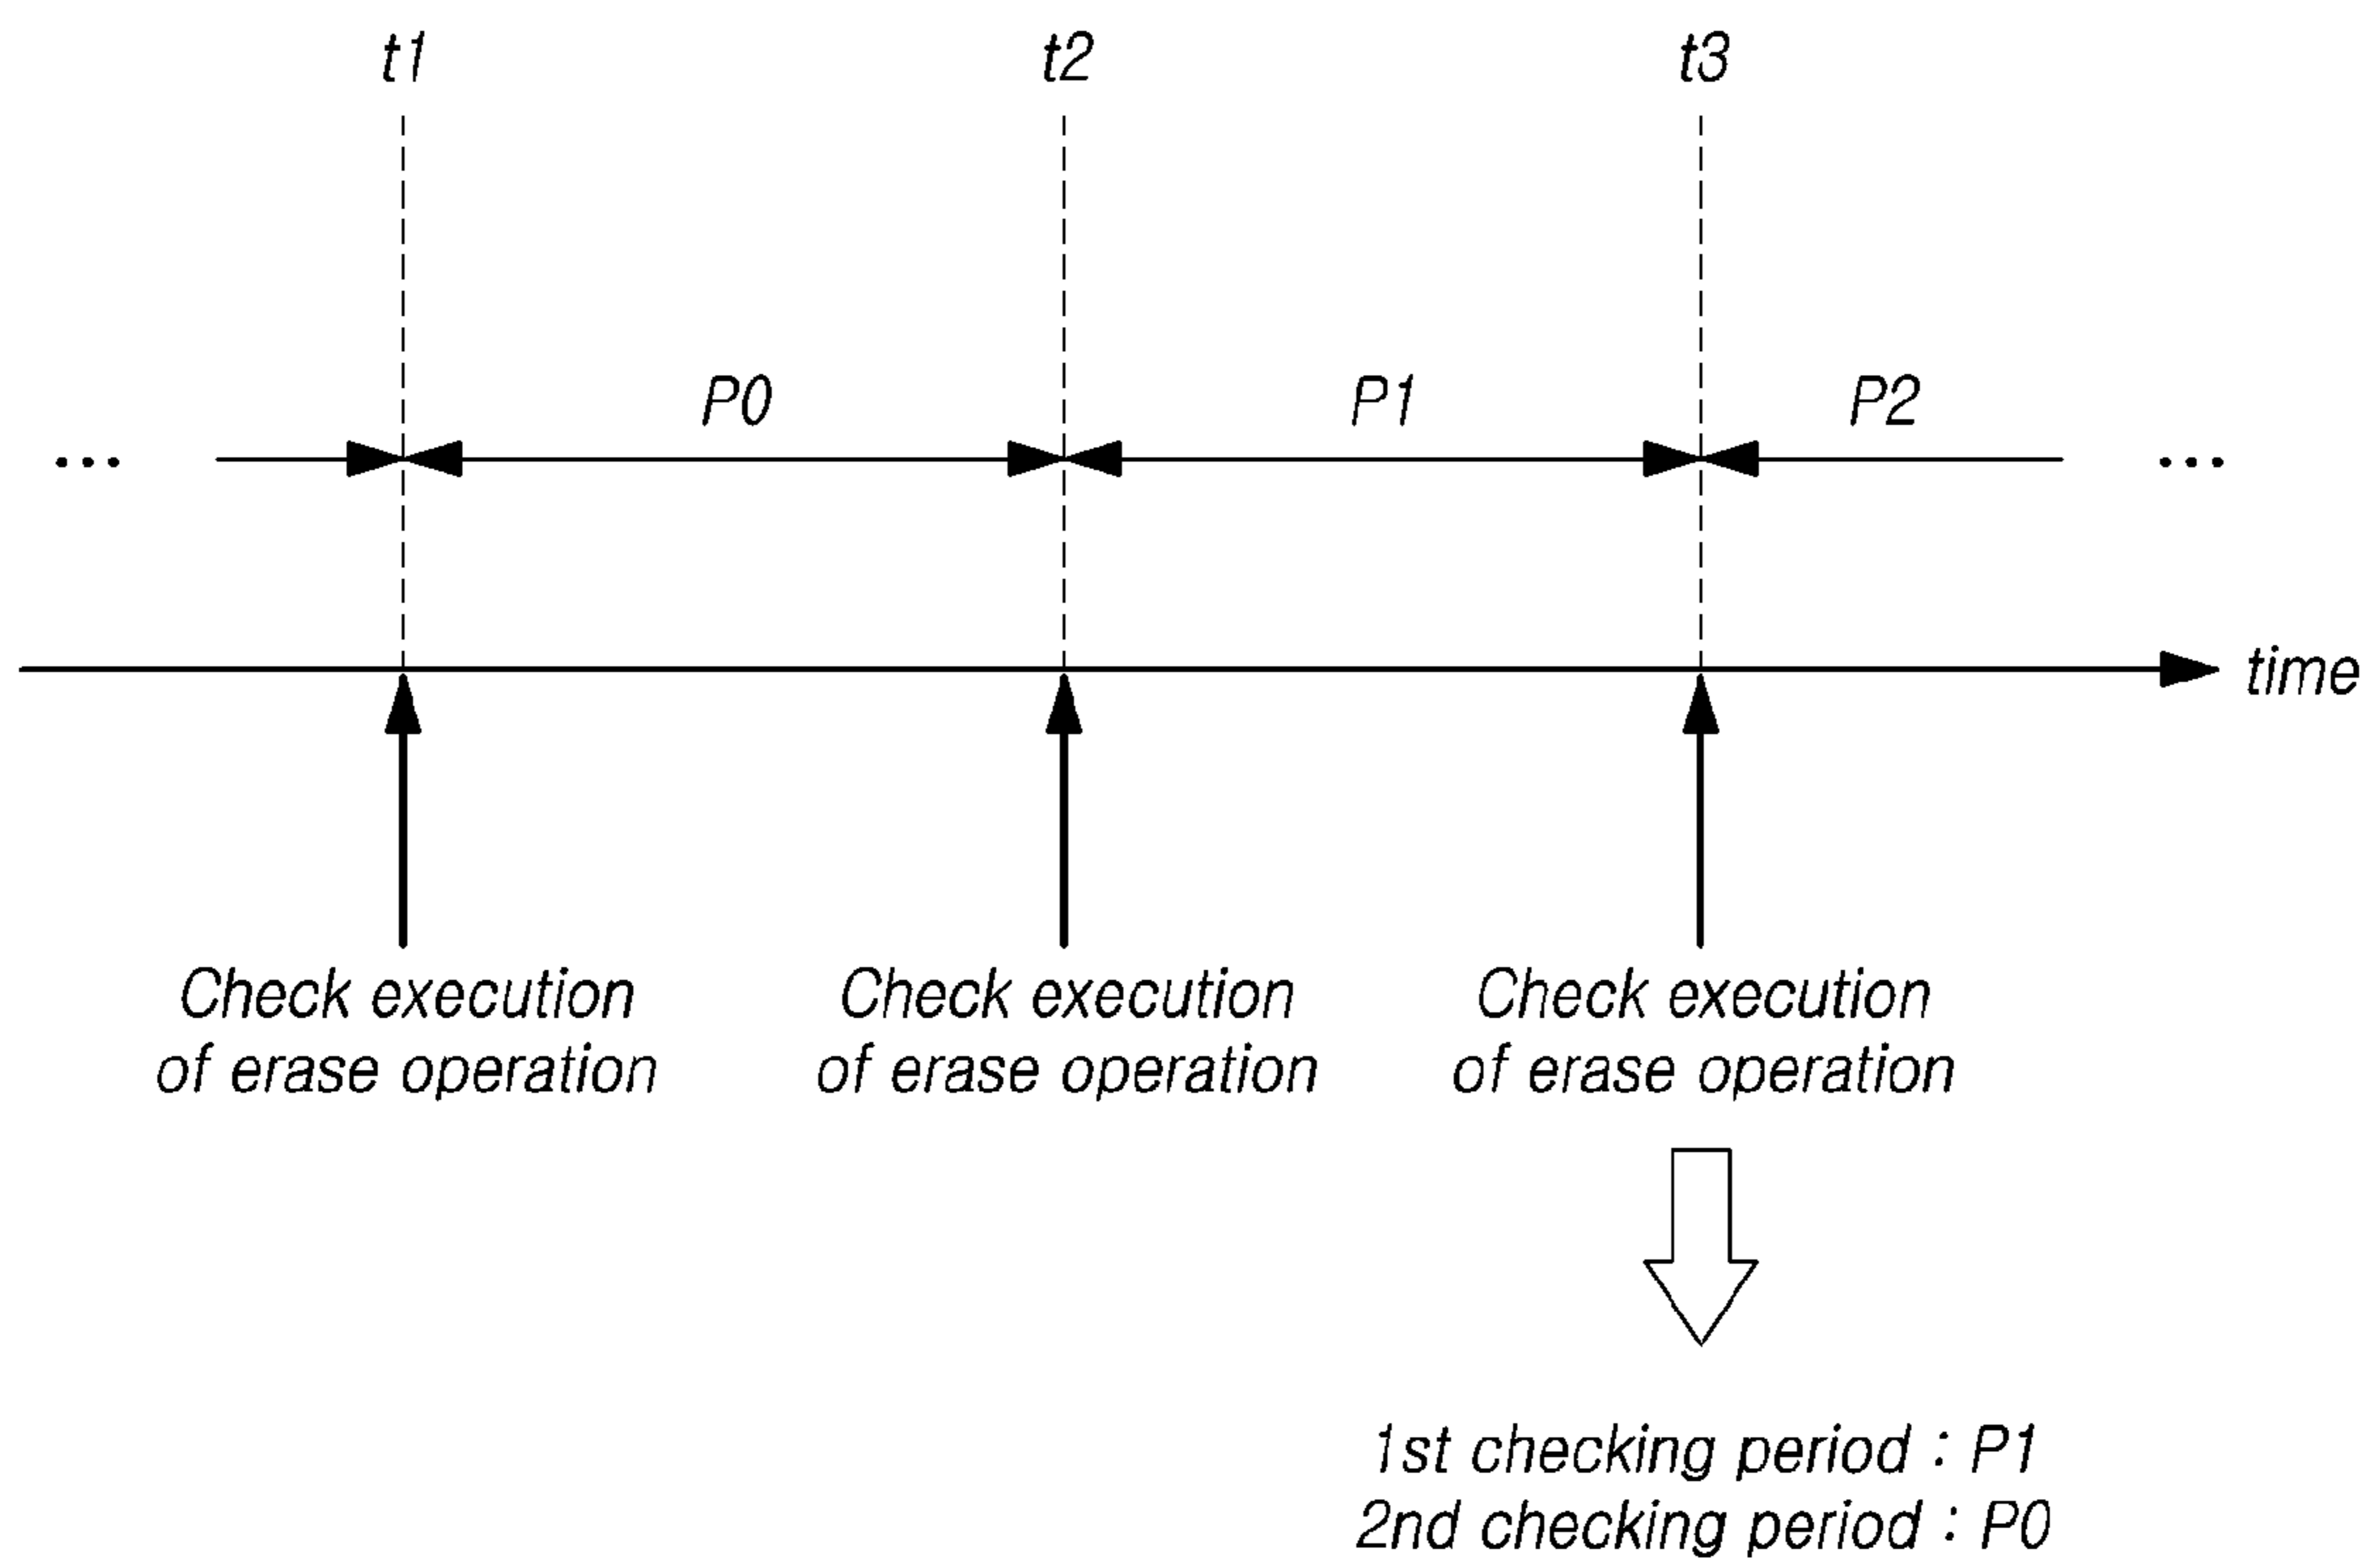 t1 t2 t3
P0 P1 P2
... ...
time
Check execution Check execution Check execution
of erase operation of erase operation of erase operation
1st checking period : P1
2nd checking period : P0